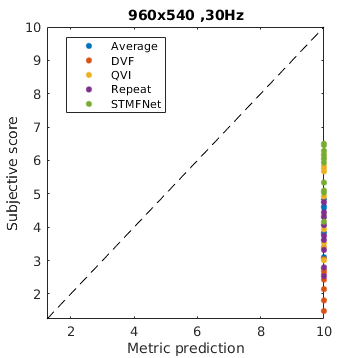 960x540 ,30Hz
10
9
8
7
6
5
4
3
2
Subjective score
Average
DVF
QVI
Repeat
STMFNet
2
4
6
8
10
Metric prediction